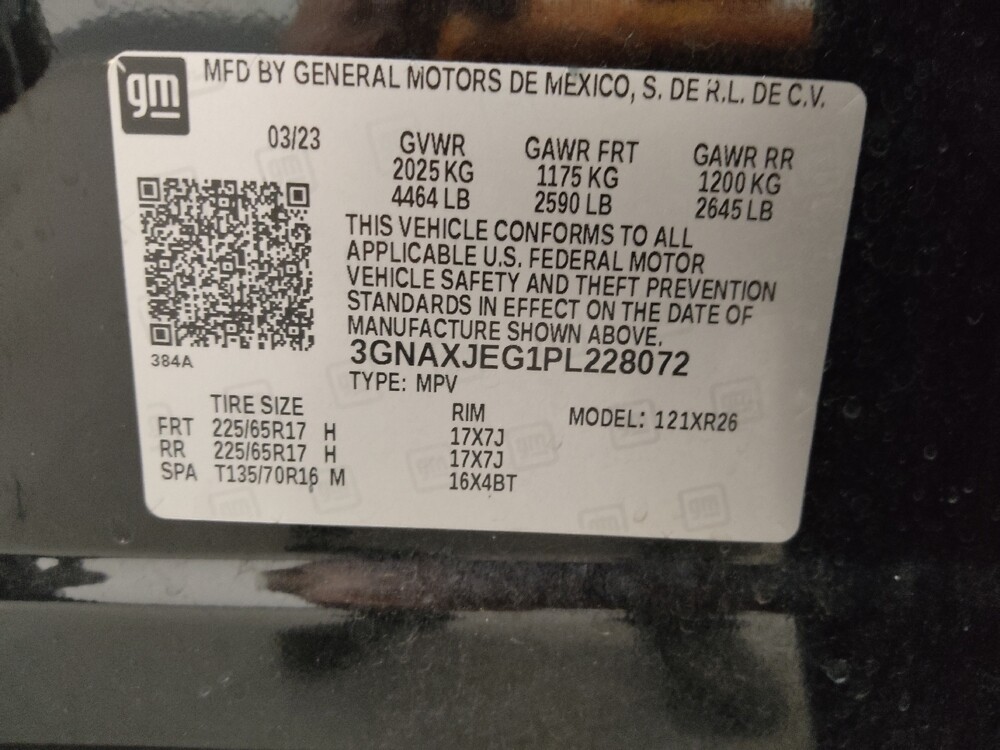 gm
MFD BY GENERAL MOTORS DE MEXICO, S. DE R.L. DE C.V.
03/23 GVWR GAWR FRT GAWR RR
2025 KG 1175 KG 1200 KG
4464 LB 2590 LB 2645 LB
THIS VEHICLE CONFORMS TO ALL
APPLICABLE U.S. FEDERAL MOTOR
VEHICLE SAFETY AND THEFT PREVENTION
STANDARDS IN EFFECT ON THE DATE OF
MANUFACTURE SHOWN ABOVE.
384A
3GNAXJEG1PL228072
TYPE: MPV
TIRE SIZE RIM MODEL: 121XR26
FRT 225/65R17 H 17X7J
RR 225/65R17 H 17X7J
SPA T135/70R16 M 16X4BT